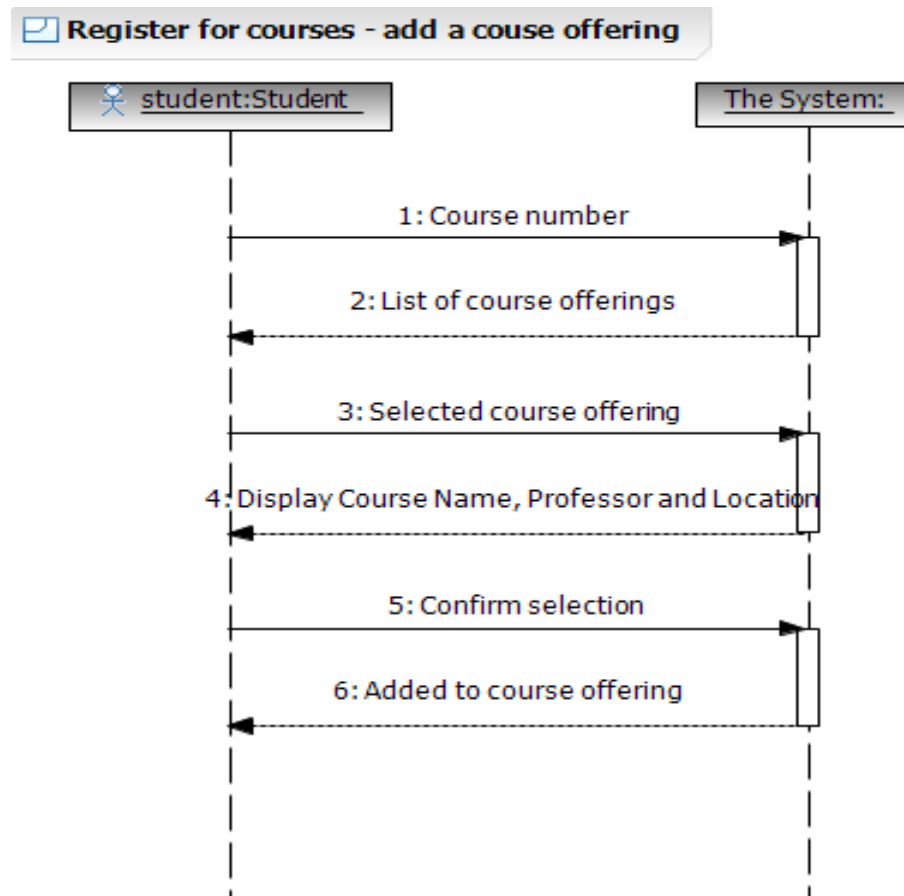 Register for courses - add a couse offering
student:Student
The System:
1: Course number
2: List of course offerings
3: Selected course offering
4: Display Course Name, Professor and Location
5: Confirm selection
6: Added to course offering